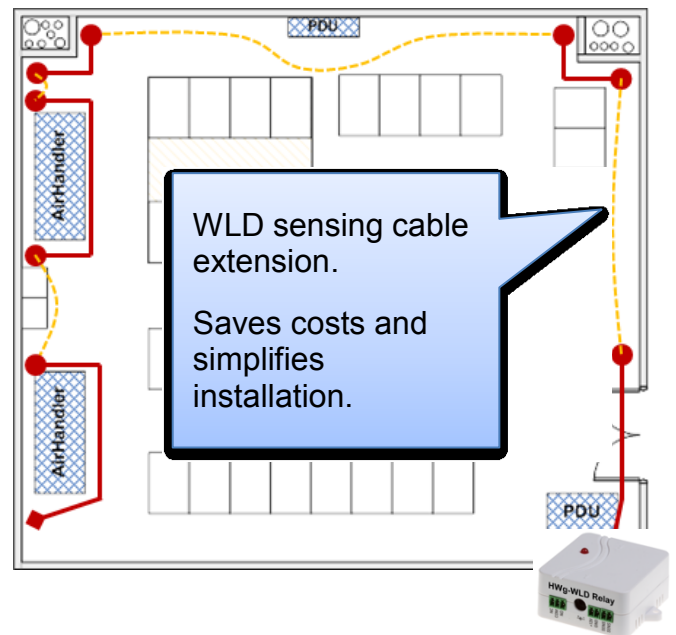 PDU
AirHandler
WLD sensing cable
extension.
Saves costs and
simplifies
installation.
AirHandler
PDU
HWg-WLD Relay